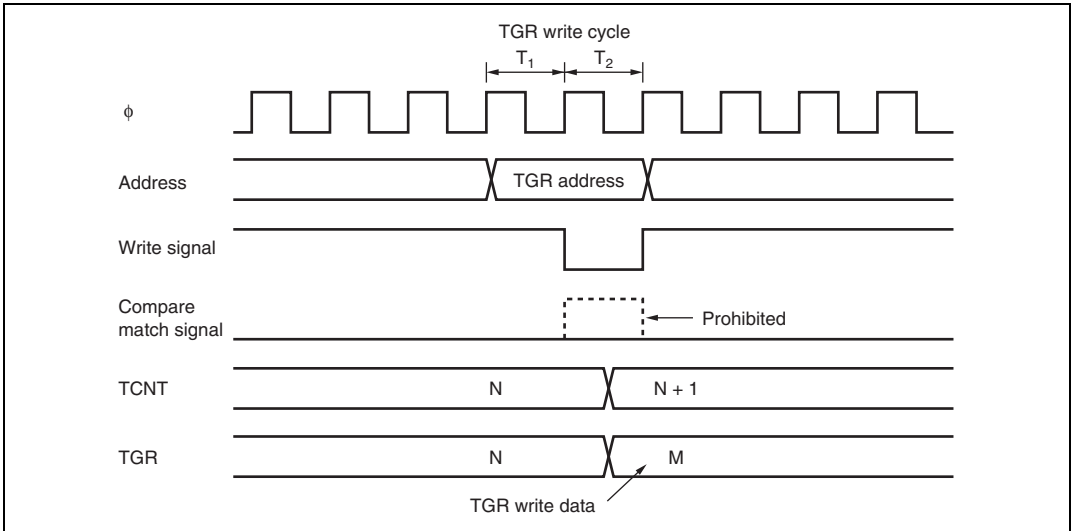 TGR write cycle
T1 T2
ϕ
Address
TGR address
Write signal
Compare
match signal
Prohibited
TCNT
N
N + 1
TGR
N
M
TGR write data